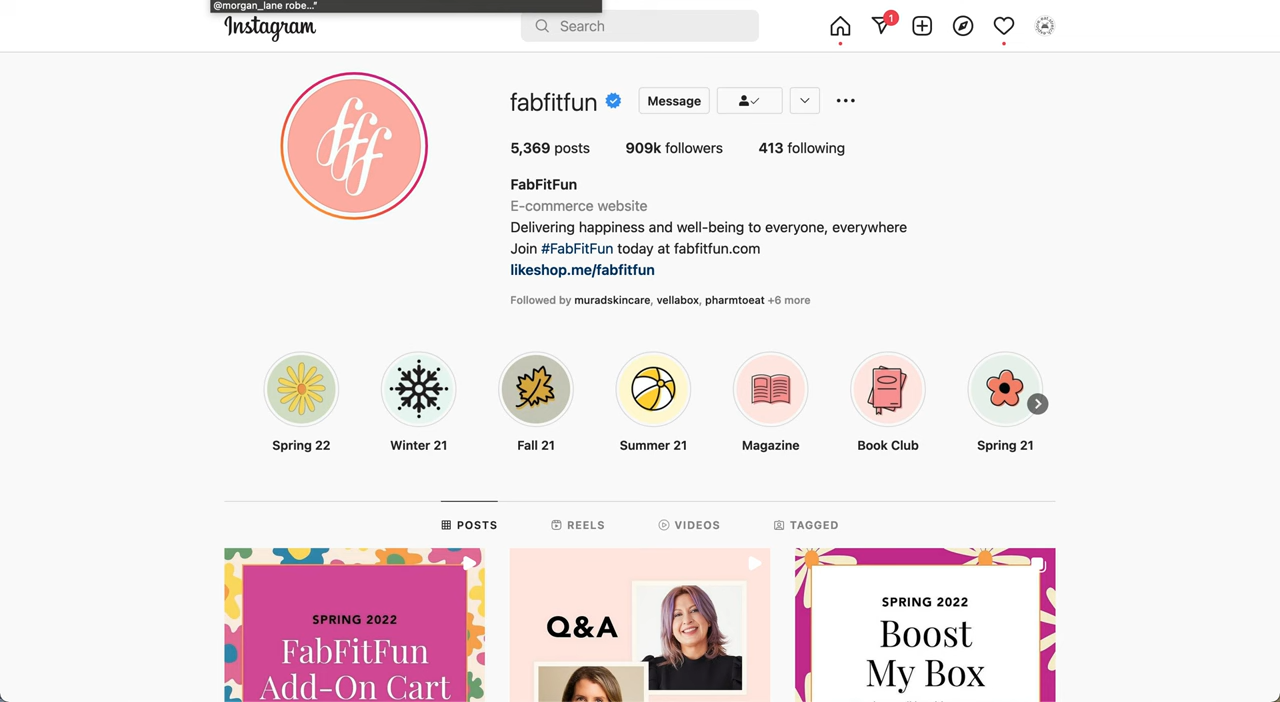 @morgan_lane robe..."
Instagram
Search
1
fabfitfun
Message
5,369 posts
909k followers
413 following
FabFitFun
E-commerce website
Delivering happiness and well-being to everyone, everywhere
Join #FabFitFun today at fabfitfun.com
likeshop.me/fabfitfun
Followed by muradskincare, vellabox, pharmtoeat +6 more
fff
Spring 22
Winter 21
Fall 21
Summer 21
Magazine
Book Club
Spring 21
POSTS
REELS
VIDEOS
TAGGED
SPRING 2022
FabFitFun
Add-On Cart
Q&A
SPRING 2022
Boost
My Box